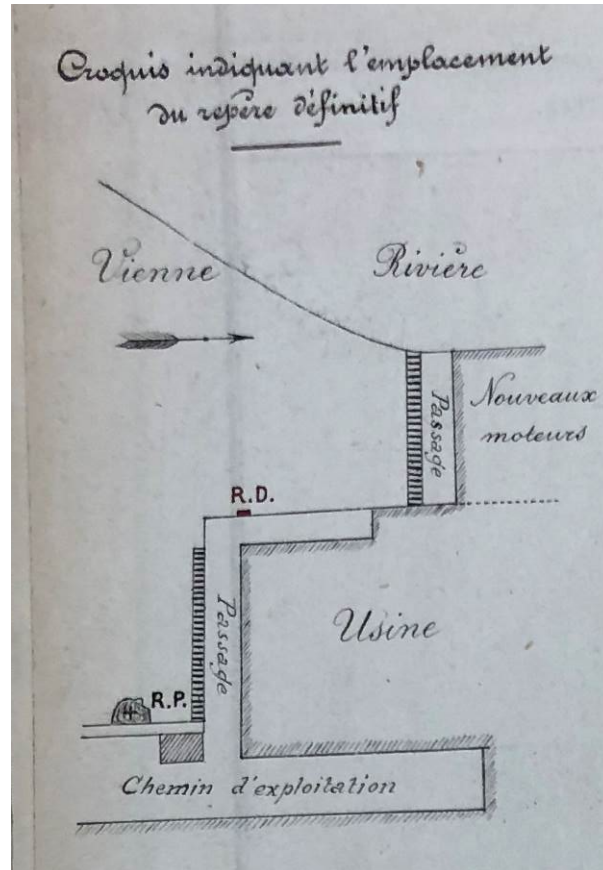 Croquis indiquant l'emplacement
du repère définitif
Vienne
Rivière
Nouveaux
moteurs
Passage
R.D.
Usine
Passage
R.P.
Chemin d'exploitation